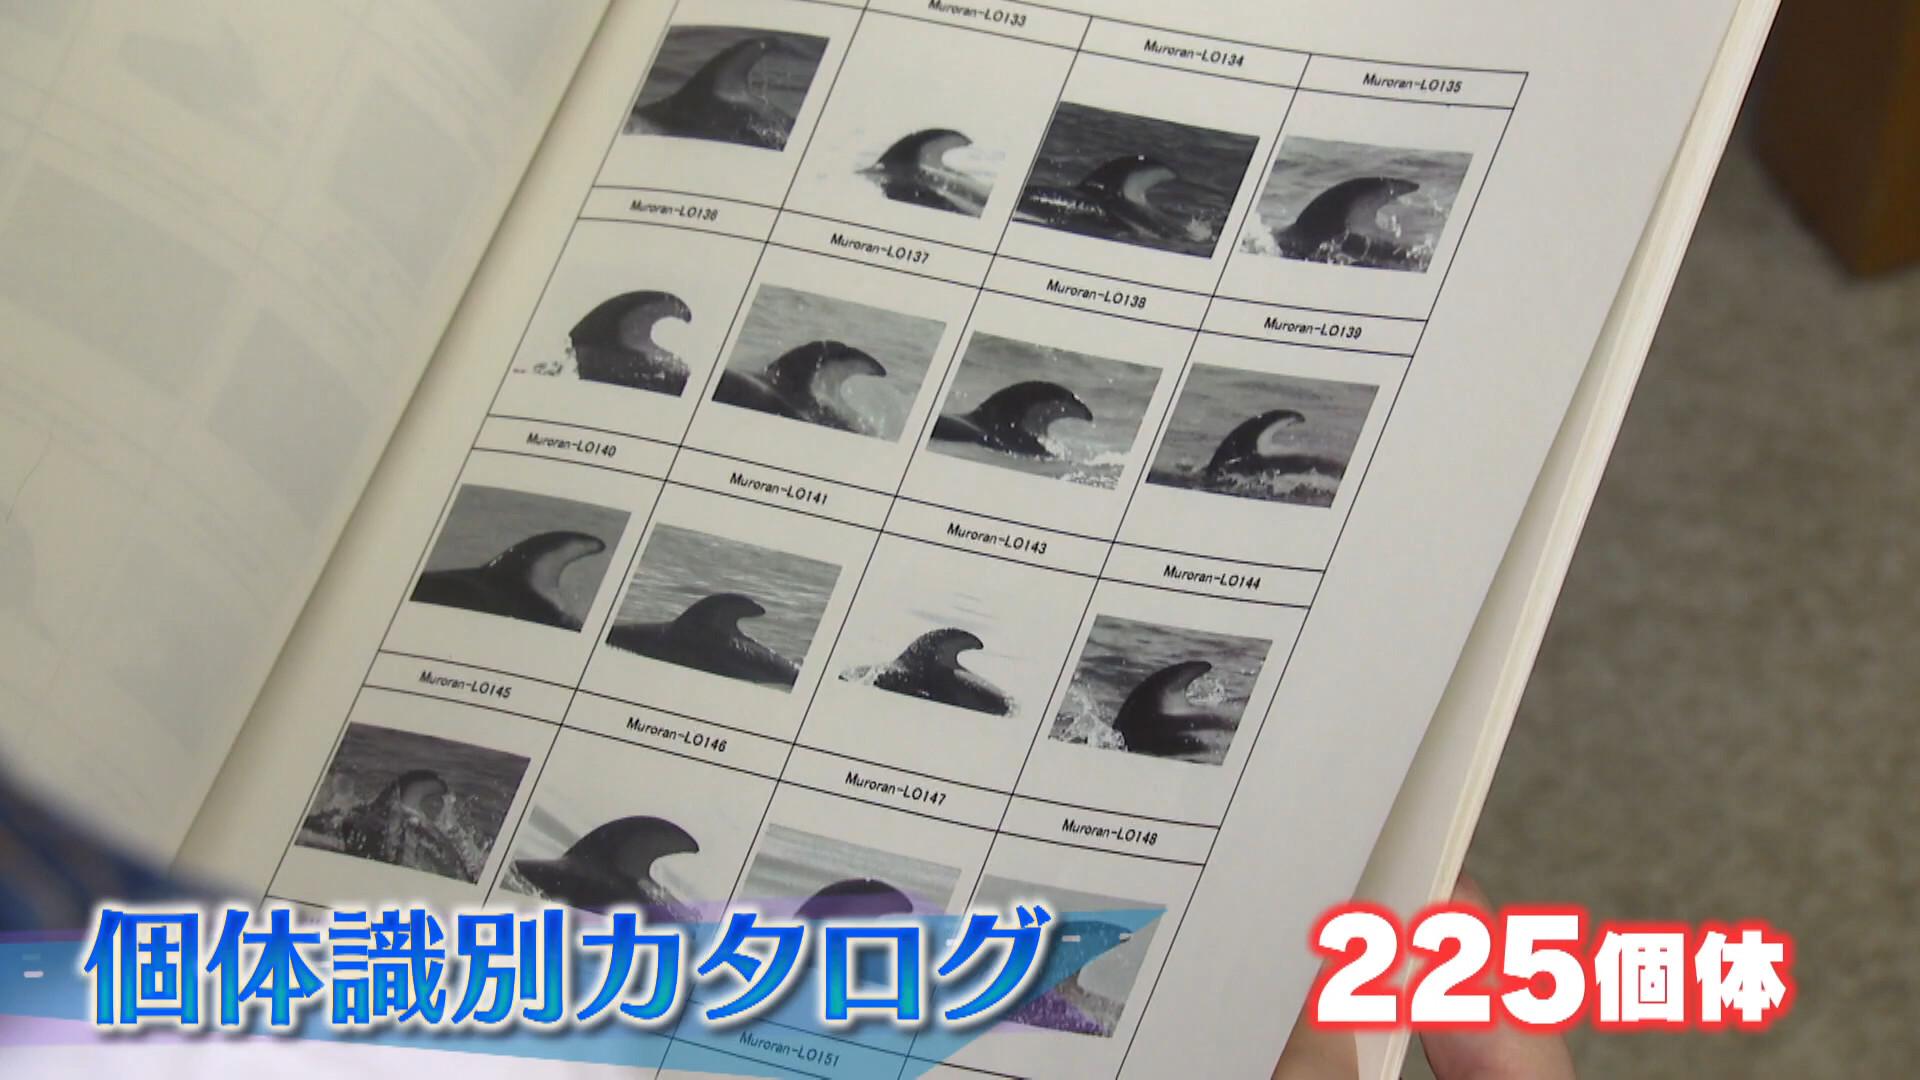 Muroran-LO133
Muroran-LO134
Muroran-LO135
Muroran-LO136
Muroran-LO137
Muroran-LO138
Muroran-LO139
Muroran-LO140
Muroran-LO141
Muroran-LO143
Muroran-LO144
Muroran-LO145
Muroran-LO146
Muroran-LO147
Muroran-LO148
Muroran-LO151
個体識別カタログ
225個体